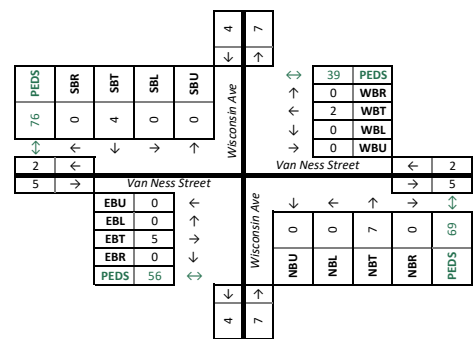 4 7
↓ ↑
PEDS SBR SBT SBL SBU
76 0 4 0 0
↕ ← ↓ → ↑
Wisconsin Ave
↔ 39 PEDS
↑ 0 WBR
← 2 WBT
↓ 0 WBL
→ 0 WBU
2 ←
5 →
Van Ness Street
← 2
→ 5
Van Ness Street
EBU 0 ←
EBL 0 ↑
EBT 5 →
EBR 0 ↓
PEDS 56 ↔
Wisconsin Ave
↓ ← ↑ → ↕
0 0 7 0 69
NBU NBL NBT NBR PEDS
↓ ↑
4 7